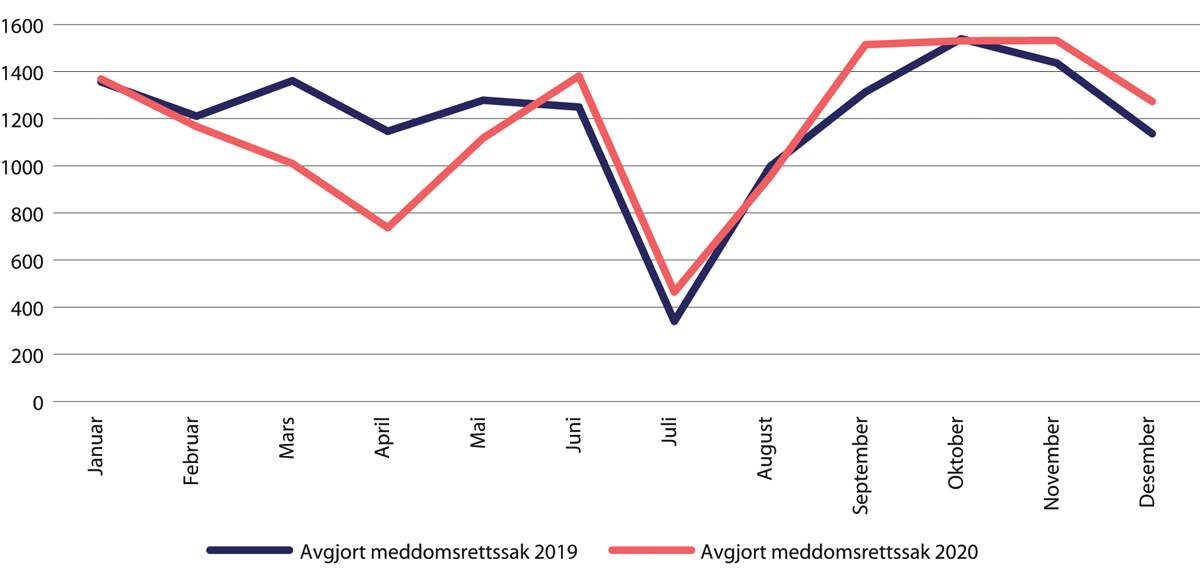 1600
1400
1200
1000
800
600
400
200
0
Januar
Februar
Mars
April
Mai
Juni
Juli
August
September
Oktober
November
Desember
Avgjort meddomsrettssak 2019
Avgjort meddomsrettssak 2020